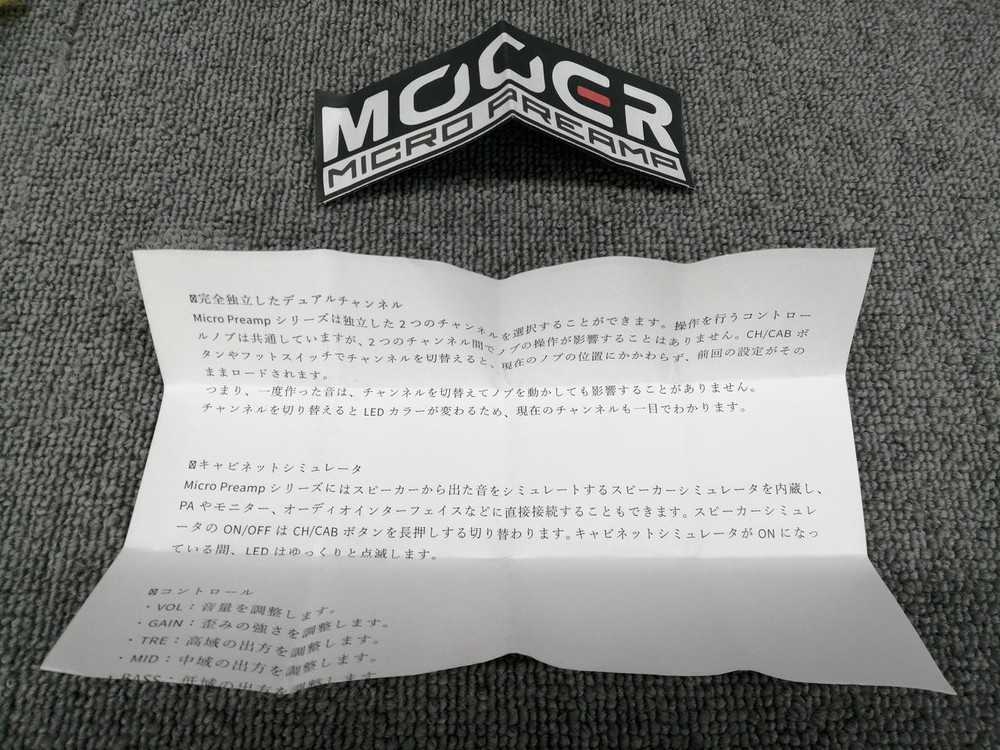 MOOER
MICRO PREAMP
完全独立したデュアルチャンネル
Micro Preamp シリーズは独立した2つのチャンネルを選択することができます。操作を行うコントロー
ルノブは共通していますが、2つのチャンネル間でノブの操作が影響することはありません。CH/CAB ボ
タンやフットスイッチでチャンネルを切替えると、現在のノブの位置にかかわらず、前回の設定がその
ままロードされます。
つまり、一度作った音は、チャンネルを切替えてノブを動かしても影響することがありません。
チャンネルを切り替えると LED カラーが変わるため、現在のチャンネルも一目でわかります。
キャビネットシミュレータ
Micro Preamp シリーズにはスピーカーから出た音をシミュレートするスピーカーシミュレータを内蔵し、
PA やモニター、オーディオインターフェイスなどに直接接続することもできます。スピーカーシミュレ
ータの ON/OFF は CH/CAB ボタンを長押しする切り替わります。キャビネットシミュレータが ON になっ
ている間、LED はゆっくりと点滅します。
コントロール
・VOL：音量を調整します。
・GAIN：歪みの強さを調整します。
・TRE：高域の出方を調整します。
・MID：中域の出方を調整します。
・BASS：低域の出方を調整します